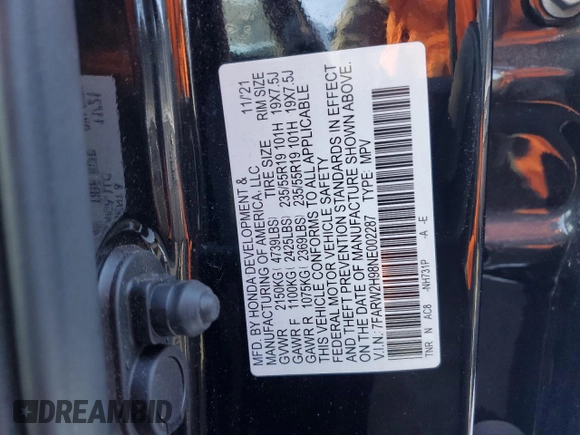 MFD. BY HONDA DEVELOPMENT & 11/'21
MANUFACTURING OF AMERICA, LLC
TIRE SIZE RIM SIZE
GVWR 2150KG( 4739LBS) 235/55R19 101H 19X7.5J
GAWR F 1100KG( 2425LBS) 235/55R19 101H 19X7.5J
GAWR R 1075KG( 2369LBS)
THIS VEHICLE CONFORMS TO ALL APPLICABLE
FEDERAL MOTOR VEHICLE SAFETY
AND THEFT PREVENTION STANDARDS IN EFFECT
ON THE DATE OF MANUFACTURE SHOWN ABOVE.
V.I.N.: 7FARW2H98NE002287 TYPE: MPV
TNR N AC8 -NH731P -A -E
DREAMBID